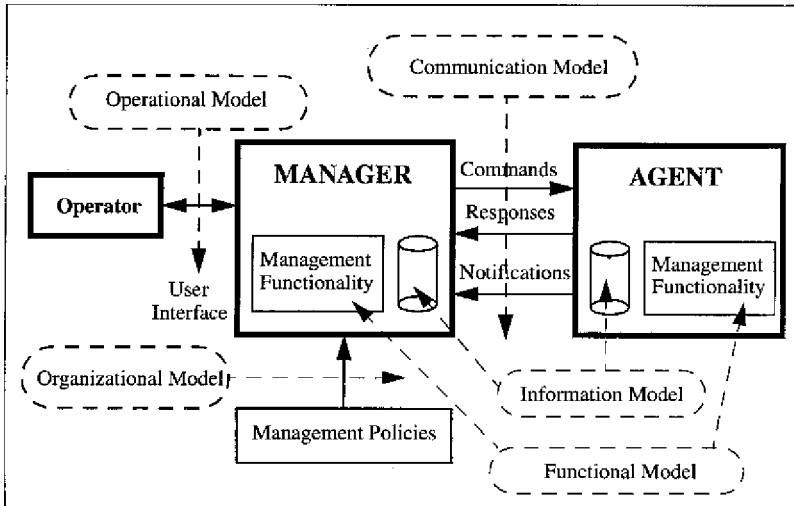 Communication Model
Operational Model
MANAGER
Commands
AGENT
Operator
Responses
Management
Functionality
Notifications
Management
Functionality
User
Interface
Organizational Model
Information Model
Management Policies
Functional Model